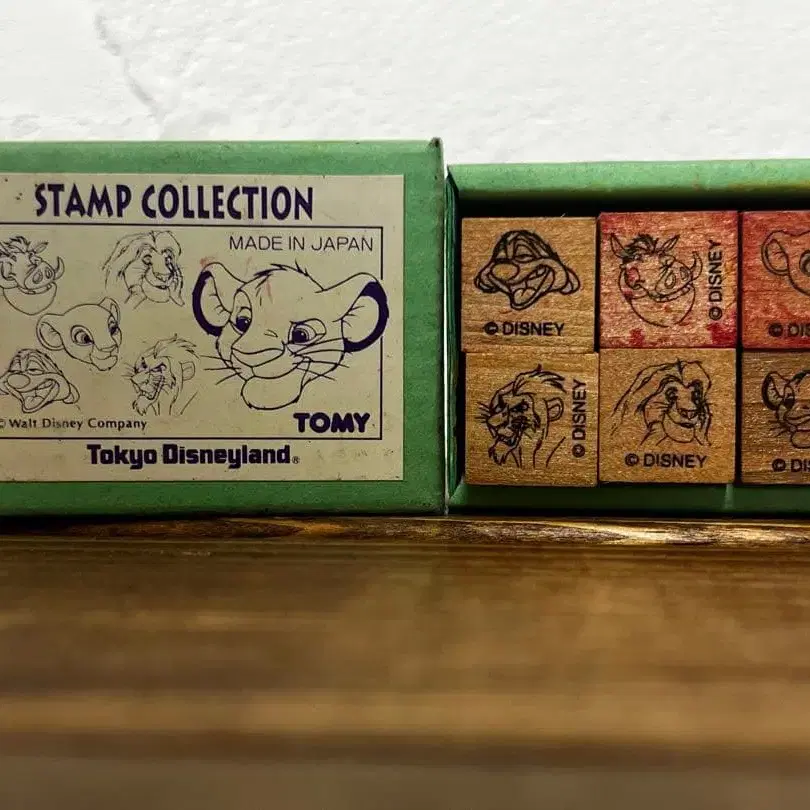 STAMP COLLECTION
MADE IN JAPAN
© Walt Disney Company
TOMY
Tokyo Disneyland®
© DISNEY
© DISNEY
©
© DISNEY
© DISNEY
©